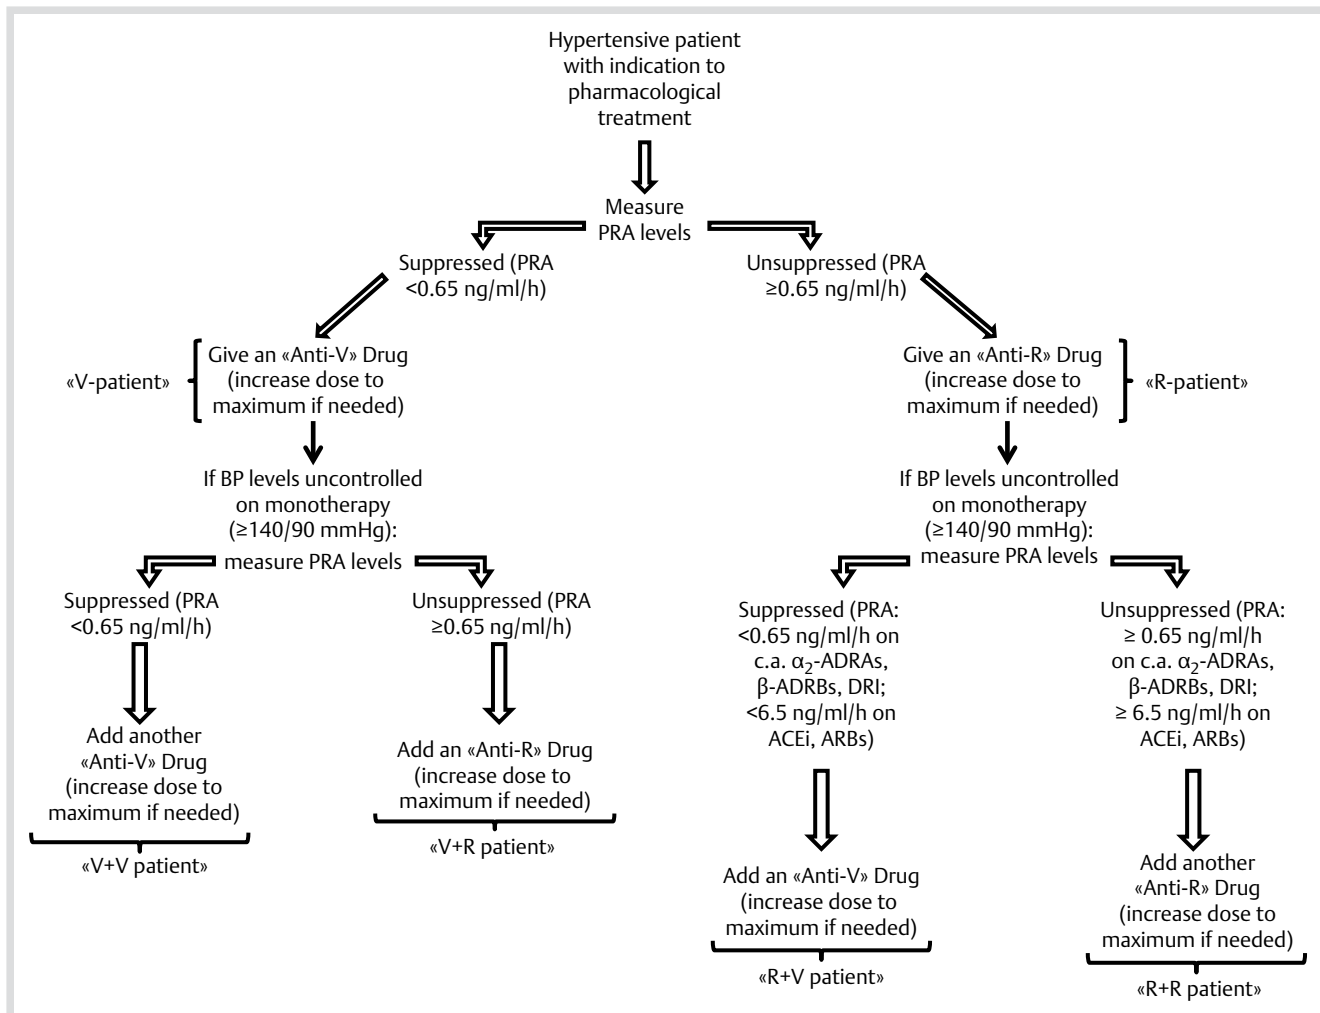 Hypertensive patient
with indication to
pharmacological
treatment
Measure
PRA levels
Suppressed (PRA
<0.65 ng/ml/h)
Unsuppressed (PRA
≥0.65 ng/ml/h)
«V-patient»
Give an «Anti-V» Drug
(increase dose to
maximum if needed)
Give an «Anti-R» Drug
(increase dose to
maximum if needed)
«R-patient»
If BP levels uncontrolled
on monotherapy
(≥140/90 mmHg):
measure PRA levels
If BP levels uncontrolled
on monotherapy
(≥140/90 mmHg):
measure PRA levels
Suppressed (PRA
<0.65 ng/ml/h)
Unsuppressed (PRA
≥0.65 ng/ml/h)
Suppressed (PRA:
<0.65 ng/ml/h on
c.a. α₂-ADRAs,
β-ADRBs, DRI;
<6.5 ng/ml/h on
ACEi, ARBs)
Unsuppressed (PRA:
≥ 0.65 ng/ml/h
on c.a. α₂-ADRAs,
β-ADRBs, DRI;
≥ 6.5 ng/ml/h on
ACEi, ARBs)
Add another
«Anti-V» Drug
(increase dose to
maximum if needed)
«V+V patient»
Add an «Anti-R» Drug
(increase dose to
maximum if needed)
«V+R patient»
Add an «Anti-V» Drug
(increase dose to
maximum if needed)
«R+V patient»
Add another
«Anti-R» Drug
(increase dose to
maximum if needed)
«R+R patient»